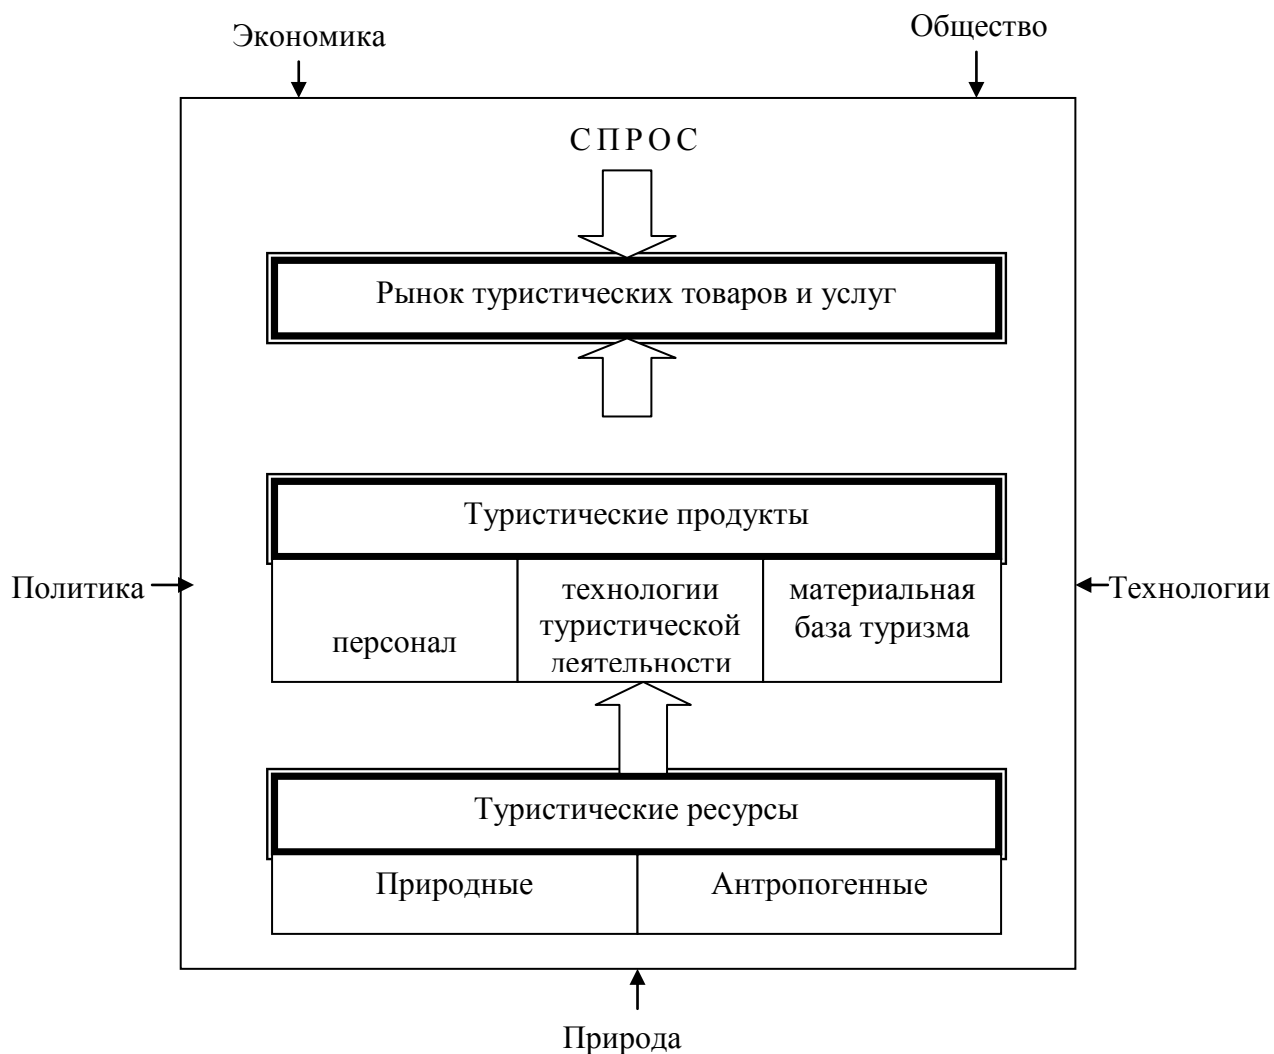 Экономика
Общество
СПРОС
Рынок туристических товаров и услуг
Туристические продукты
Политика
персонал
технологии
туристической
деятельности
материальная
база туризма
Технологии
Туристические ресурсы
Природные
Антропогенные
Природа